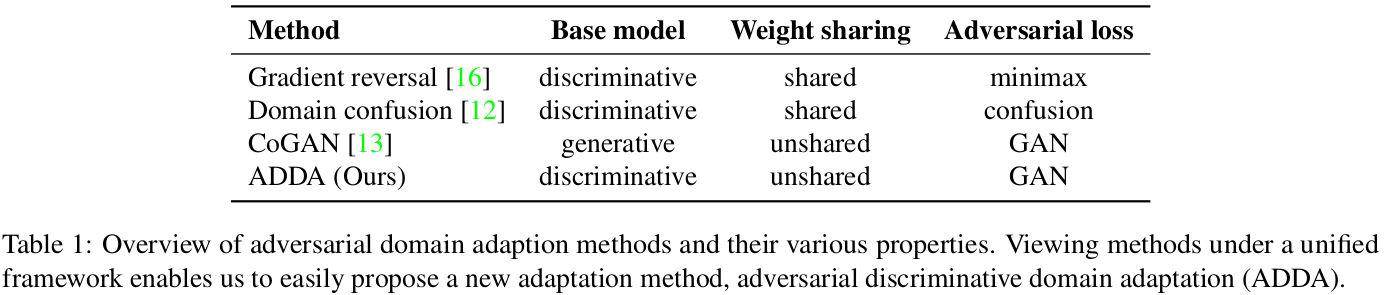 Method Base model Weight sharing Adversarial loss
Gradient reversal [16] discriminative shared minimax
Domain confusion [12] discriminative shared confusion
CoGAN [13] generative unshared GAN
ADDA (Ours) discriminative unshared GAN
Table 1: Overview of adversarial domain adaption methods and their various properties. Viewing methods under a unified
framework enables us to easily propose a new adaptation method, adversarial discriminative domain adaptation (ADDA).